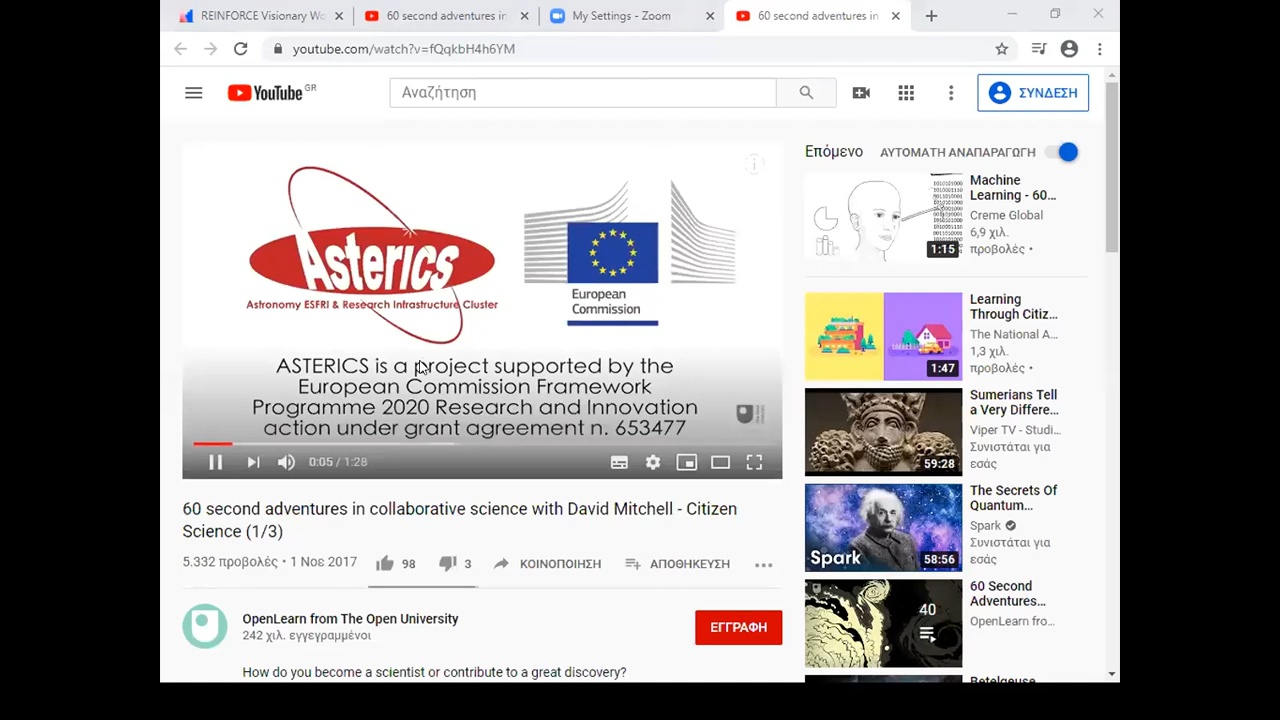 REINFORCE Visionary Wo
60 second adventures in
My Settings - Zoom
60 second adventures in
youtube.com/watch?v=fQqkbH4h6YM
YouTube GR
Αναζήτηση
ΣΥΝΔΕΣΗ
Asterics
Astronomy ESFRI & Research Infrastructure Cluster
European
Commission
ASTERICS is a project supported by the
European Commission Framework
Programme 2020 Research and Innovation
action under grant agreement n. 653477
0:05 / 1:28
60 second adventures in collaborative science with David Mitchell - Citizen
Science (1/3)
5.332 προβολές • 1 Νοε 2017
98
3
ΚΟΙΝΟΠΟΙΗΣΗ
ΑΠΟΘΗΚΕΥΣΗ
OpenLearn from The Open University
242 χιλ. εγγεγραμμένοι
ΕΓΓΡΑΦΗ
How do you become a scientist or contribute to a great discovery?
Επόμενο
ΑΥΤΟΜΑΤΗ ΑΝΑΠΑΡΑΓΩΓΗ
Machine
Learning - 60...
Creme Global
6,9 χιλ.
προβολές •
1:15
Learning
Through Citiz...
The National A...
1,3 χιλ.
προβολές •
1:47
Sumerians Tell
a Very Differe...
Viper TV - Studi...
Συνιστάται για
εσάς
59:28
The Secrets Of
Quantum...
Spark
Συνιστάται για
εσάς
Spark
58:56
60 Second
Adventures...
OpenLearn fro...
40
Betelgeuse